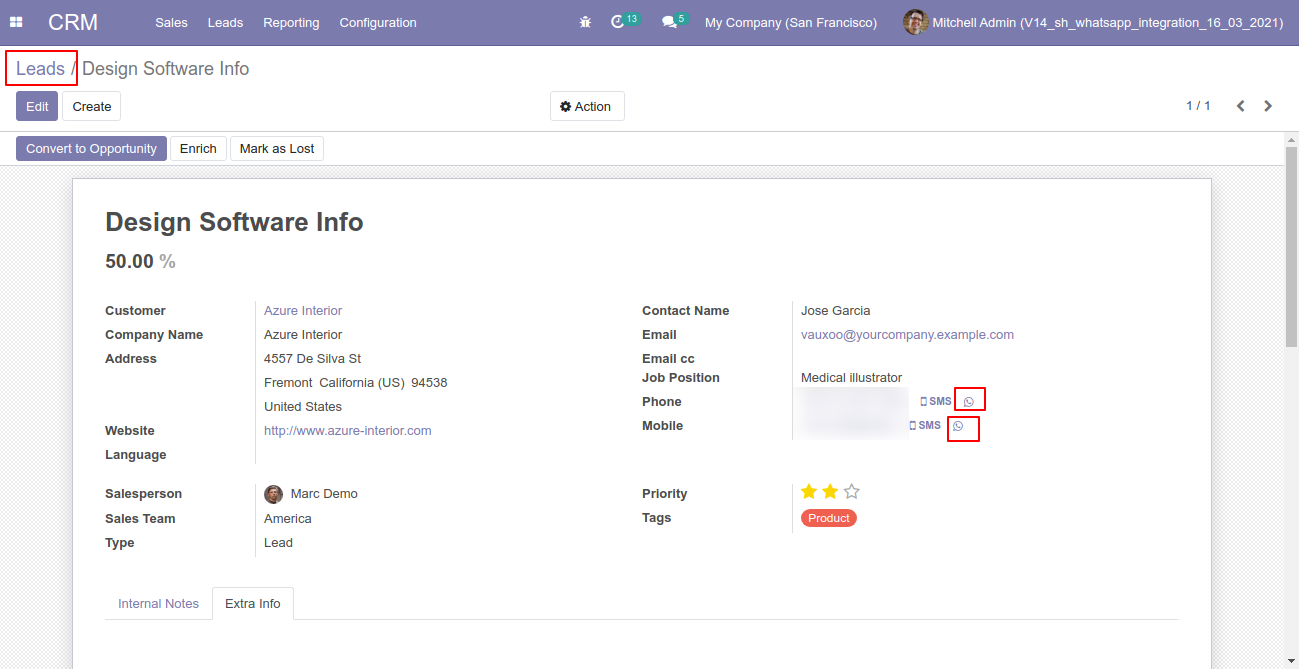 CRM Sales Leads Reporting Configuration 13 5 My Company (San Francisco) Mitchell Admin (V14_sh_whatsapp_integration_16_03_2021)
Leads / Design Software Info
Edit Create Action 1 / 1
Convert to Opportunity Enrich Mark as Lost
Design Software Info
50.00 %
Customer Azure Interior
Company Name Azure Interior
Address 4557 De Silva St
Fremont California (US) 94538
United States
Website http://www.azure-interior.com
Language
Contact Name Jose Garcia
Email vauxoo@yourcompany.example.com
Email cc
Job Position Medical illustrator
Phone SMS
Mobile SMS
Salesperson Marc Demo
Sales Team America
Type Lead
Priority
Tags Product
Internal Notes Extra Info